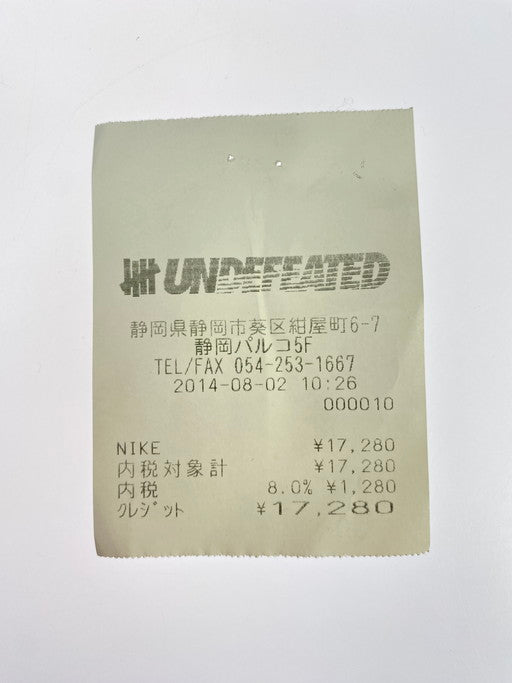 UNDEFEATED
静岡県静岡市葵区紺屋町6-7
静岡パルコ5F
TEL/FAX 054-253-1667
2014-08-02 10:26
000010
NIKE ¥17,280
内税対象計 ¥17,280
内税 8.0% ¥1,280
クレジット ¥17,280